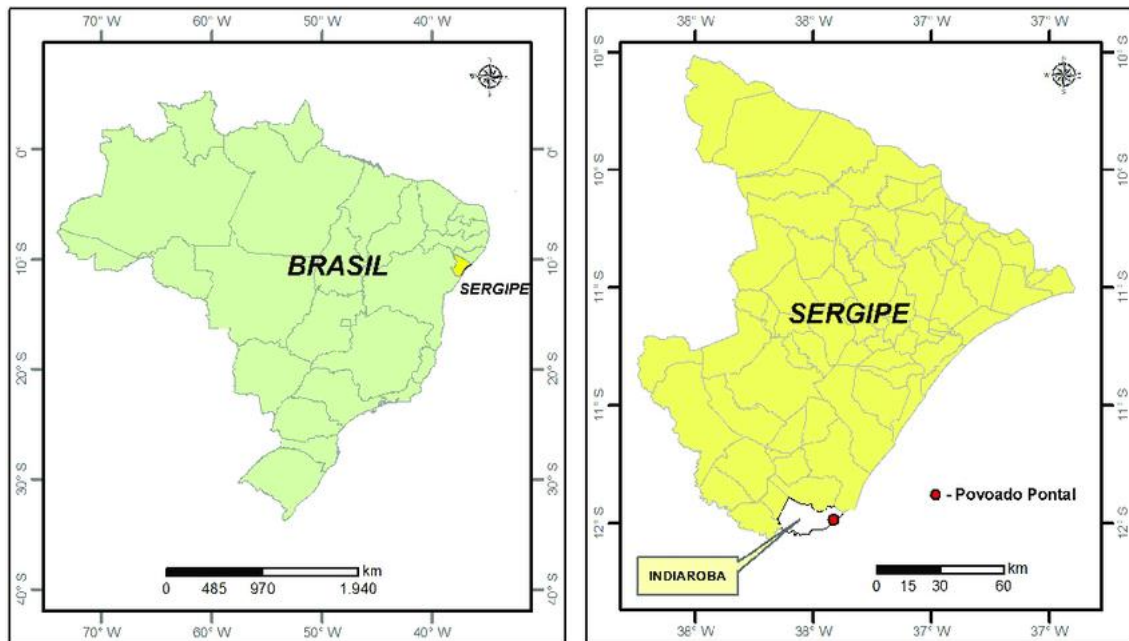 70° W 60° W 50° W 40° W
0° 0°
10° S 10° S
20° S 20° S
30° S 30° S
40° S 40° S
BRASIL
SERGIPE
km
0 485 970 1.940
70° W 60° W 50° W 40° W
38° W 38° W 37° W 37° W
10° S 10° S
10° S 10° S
11° S 11° S
11° S 11° S
12° S 12° S
SERGIPE
- Povoado Pontal
INDIAROBA
km
0 15 30 60
38° W 38° W 37° W 37° W